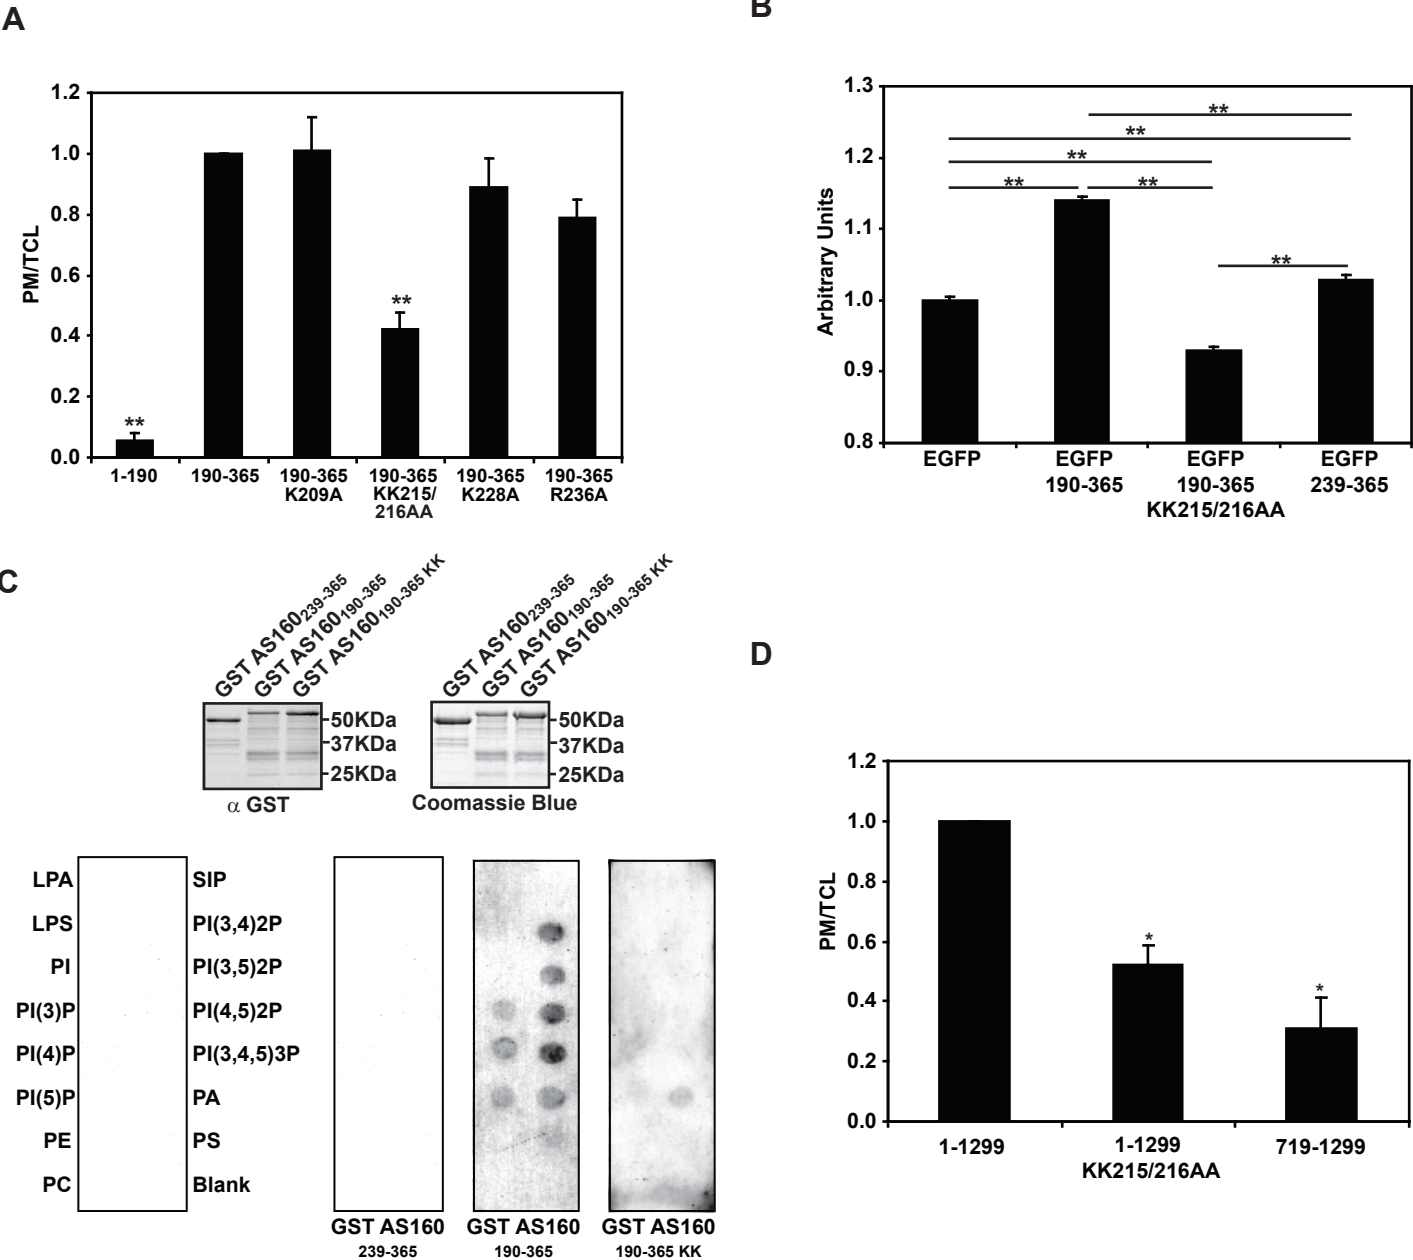 A
1.2
1.0
0.8
0.6
0.4
0.2
0.0
PM/TCL
**
**
1-190
190-365
190-365
K209A
190-365
KK215/
216AA
190-365
K228A
190-365
R236A
B
1.3
1.2
1.1
1.0
0.9
0.8
Arbitrary Units
**
**
**
**
**
**
EGFP
EGFP
190-365
EGFP
190-365
KK215/216AA
EGFP
239-365
C
GST AS160239-365
GST AS160190-365
GST AS160190-365 KK
50KDa
37KDa
25KDa
α GST
GST AS160239-365
GST AS160190-365
GST AS160190-365 KK
50KDa
37KDa
25KDa
Coomassie Blue
LPA
LPS
PI
PI(3)P
PI(4)P
PI(5)P
PE
PC
SIP
PI(3,4)2P
PI(3,5)2P
PI(4,5)2P
PI(3,4,5)3P
PA
PS
Blank
GST AS160
239-365
GST AS160
190-365
GST AS160
190-365 KK
D
1.2
1.0
0.8
0.6
0.4
0.2
0.0
PM/TCL
*
*
1-1299
1-1299
KK215/216AA
719-1299